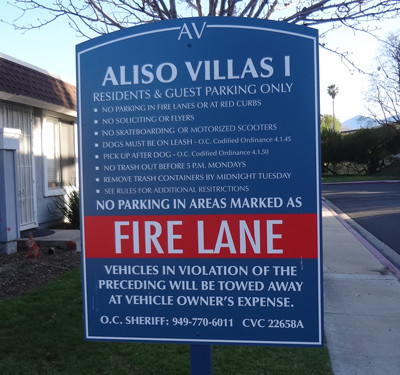 AV
ALISO VILLAS I
RESIDENTS & GUEST PARKING ONLY
• NO PARKING IN FIRE LANES OR AT RED CURBS
• NO SOLICITING OR FLYERS
• NO SKATEBOARDING OR MOTORIZED SCOOTERS
• DOGS MUST BE ON LEASH - O.C. Codified Ordinance 4.1.45
• PICK UP AFTER DOG - O.C. Codified Ordinance 4.1.50
• NO TRASH OUT BEFORE 5 P.M. MONDAYS
• REMOVE TRASH CONTAINERS BY MIDNIGHT TUESDAY
• SEE RULES FOR ADDITIONAL RESTRICTIONS
NO PARKING IN AREAS MARKED AS
FIRE LANE
VEHICLES IN VIOLATION OF THE
PRECEDING WILL BE TOWED AWAY
AT VEHICLE OWNER'S EXPENSE.
O.C. SHERIFF: 949-770-6011 CVC 22658A